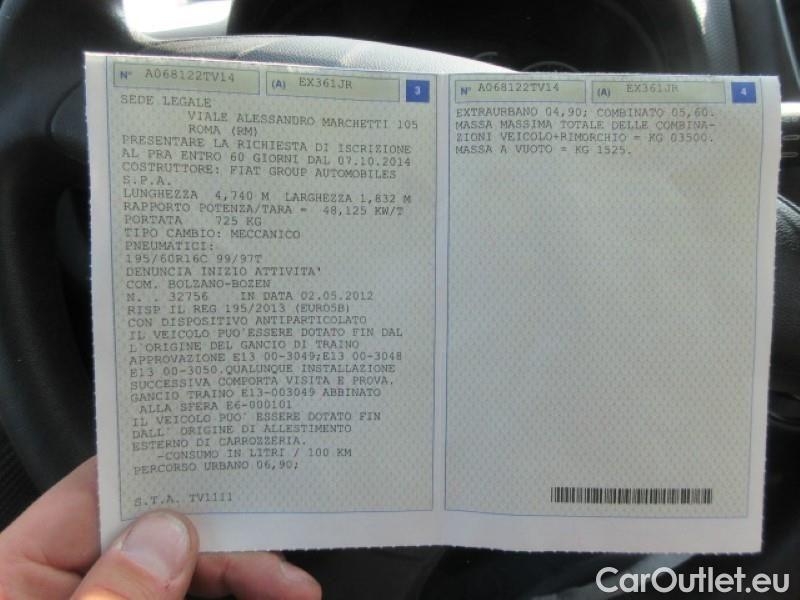 N° A068122TV14 (A) EX361JR 3
SEDE LEGALE
VIALE ALESSANDRO MARCHETTI 105
ROMA (RM)
PRESENTARE LA RICHIESTA DI ISCRIZIONE
AL PRA ENTRO 60 GIORNI DAL 07.10.2014
COSTRUTTORE: FIAT GROUP AUTOMOBILES
S.P.A.
LUNGHEZZA 4,740 M LARGHEZZA 1,832 M
RAPPORTO POTENZA/TARA = 48,125 KW/T
PORTATA 725 KG
TIPO CAMBIO: MECCANICO
PNEUMATICI:
195/60R16C 99/97T
DENUNCIA INIZIO ATTIVITA'
COM. BOLZANO-BOZEN
N. . 32756 IN DATA 02.05.2012
RISP IL REG 195/2013 (EURO5B)
CON DISPOSITIVO ANTIPARTICOLATO
IL VEICOLO PUO'ESSERE DOTATO FIN DAL
L'ORIGINE DEL GANCIO DI TRAINO
APPROVAZIONE E13 00-3049;E13 00-3048
E13 00-3050.QUALUNQUE INSTALLAZIONE
SUCCESSIVA COMPORTA VISITA E PROVA.
GANCIO TRAINO E13-003049 ABBINATO
ALLA SFERA E6-000101
IL VEICOLO PUO' ESSERE DOTATO FIN
DALL' ORIGINE DI ALLESTIMENTO
ESTERNO DI CARROZZERIA.
-CONSUMO IN LITRI / 100 KM
PERCORSO URBANO 06,90;
S.T.A. TV1111
N° A068122TV14 (A) EX361JR 4
EXTRAURBANO 04,90; COMBINATO 05,60.
MASSA MASSIMA TOTALE DELLE COMBINA-
ZIONI VEICOLO+RIMORCHIO = KG 03500.
MASSA A VUOTO = KG 1525.
CarOutlet.eu